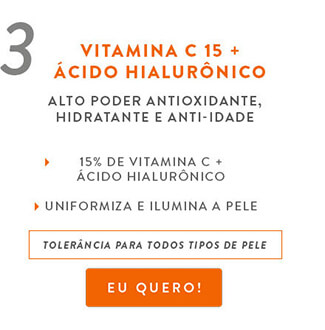 3
VITAMINA C 15 +
ÁCIDO HIALURÔNICO
ALTO PODER ANTIOXIDANTE,
HIDRATANTE E ANTI-IDADE
15% DE VITAMINA C +
ÁCIDO HIALURÔNICO
UNIFORMIZA E ILUMINA A PELE
TOLERÂNCIA PARA TODOS TIPOS DE PELE
EU QUERO!